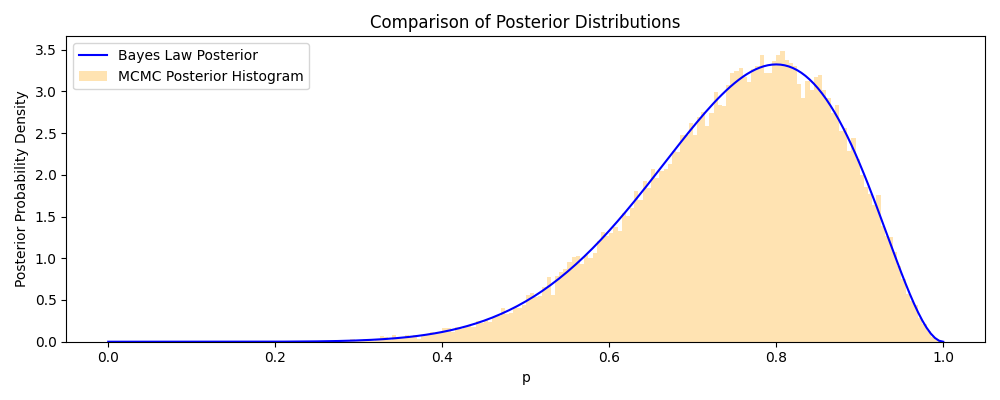 Comparison of Posterior Distributions
Bayes Law Posterior
MCMC Posterior Histogram
Posterior Probability Density
3.5
3.0
2.5
2.0
1.5
1.0
0.5
0.0
0.0 0.2 0.4 0.6 0.8 1.0
p